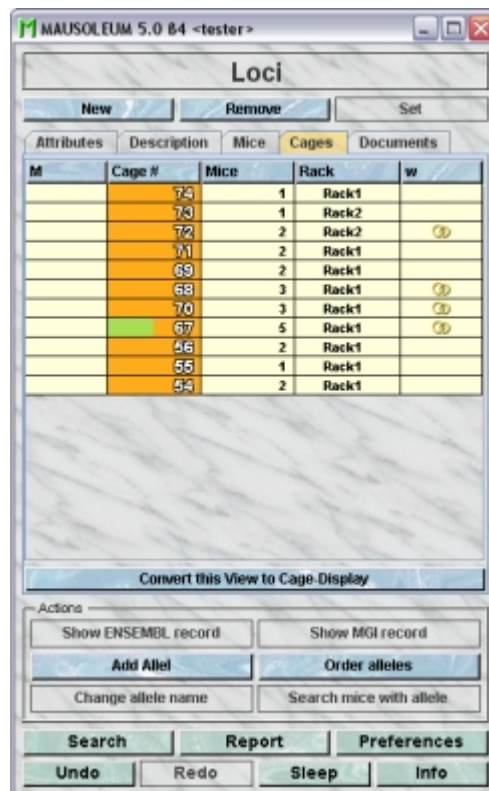 MAUSOLEUM 5.0 ß4 <tester>
Loci
New Remove Set
Attributes Description Mice Cages Documents
M Cage # Mice Rack w
74 1 Rack1
73 1 Rack2
72 2 Rack2
71 2 Rack1
69 2 Rack1
68 3 Rack1
70 3 Rack1
67 5 Rack1
56 2 Rack1
55 1 Rack1
54 2 Rack1
Convert this View to Cage-Display
Actions
Show ENSEMBL record Show MGI record
Add Allel Order alleles
Change allele name Search mice with allele
Search Report Preferences
Undo Redo Sleep Info